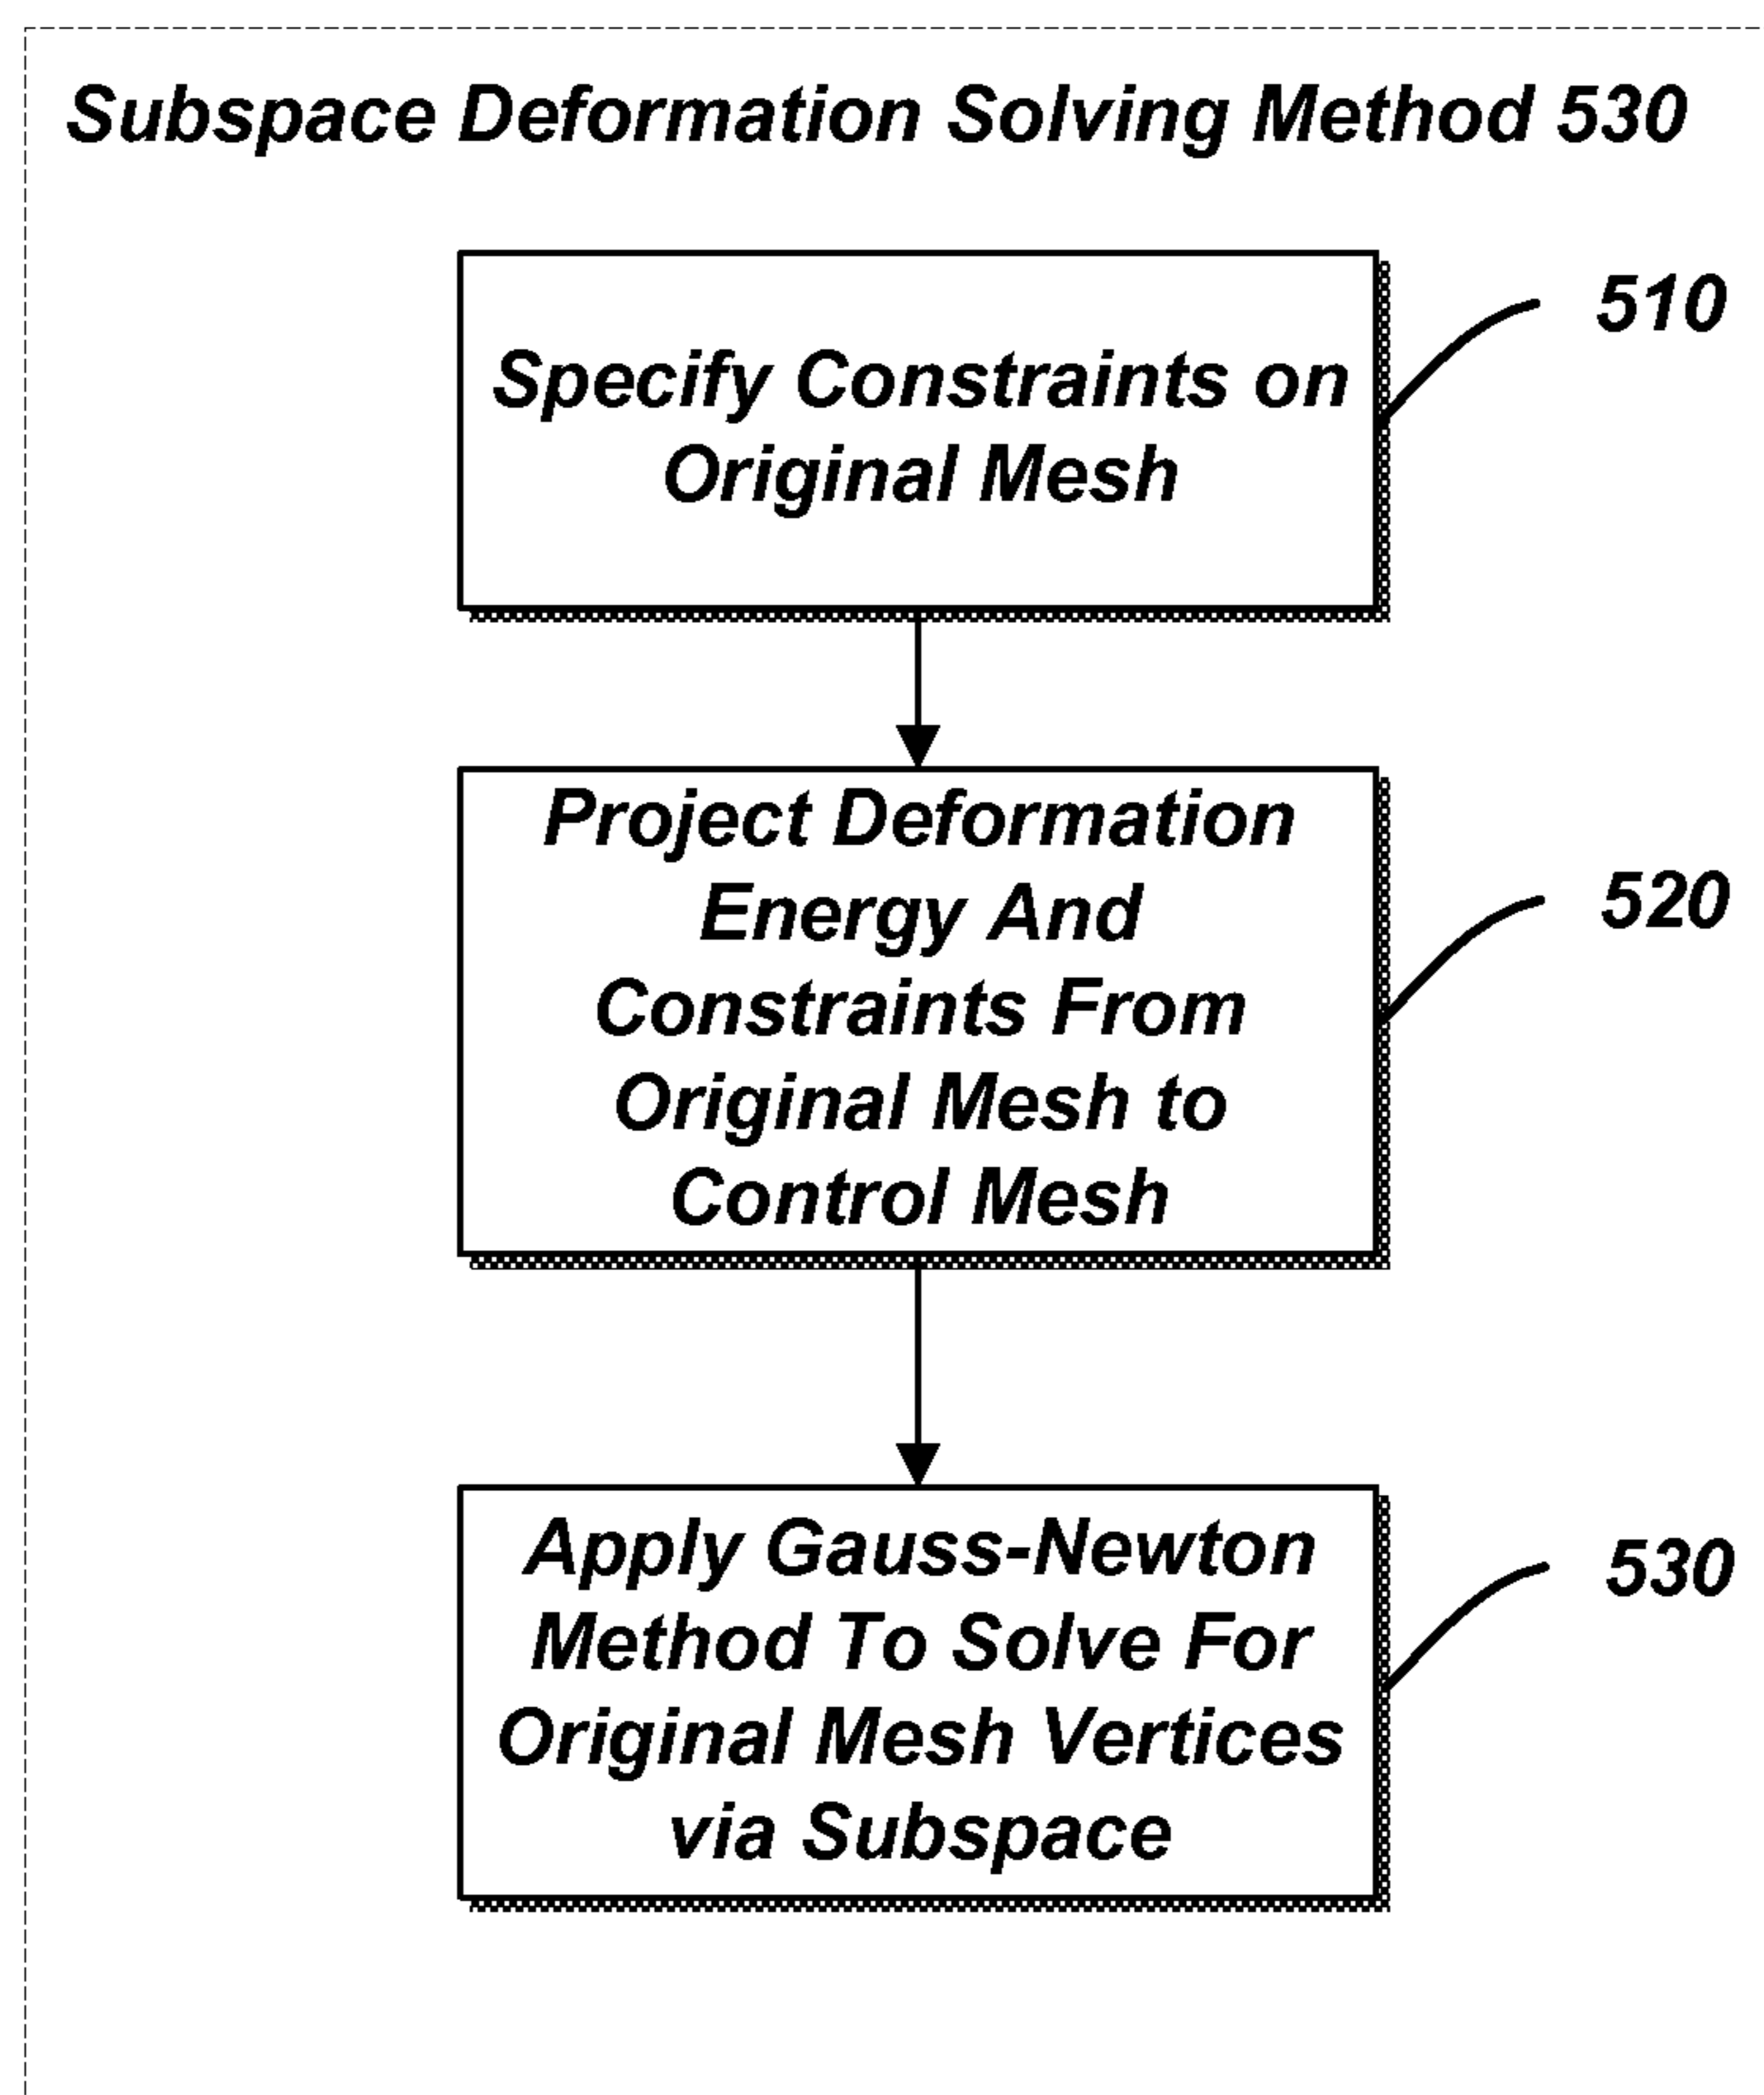 Subspace Deformation Solving Method 530
510
Specify Constraints on
Original Mesh
520
Project Deformation
Energy And
Constraints From
Original Mesh to
Control Mesh
530
Apply Gauss-Newton
Method To Solve For
Original Mesh Vertices
via Subspace